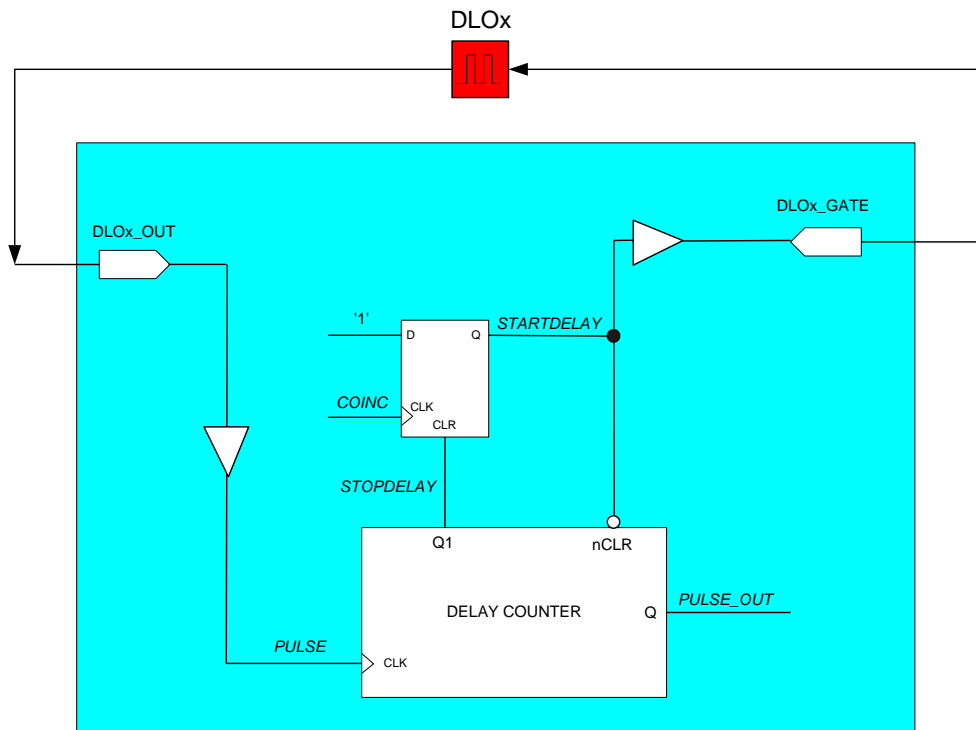 DLOx
DLOx_GATE
DLOx_OUT
'1'
D
Q
STARTDELAY
COINC
CLK
CLR
STOPDELAY
Q1
nCLR
DELAY COUNTER
Q
PULSE_OUT
PULSE
CLK